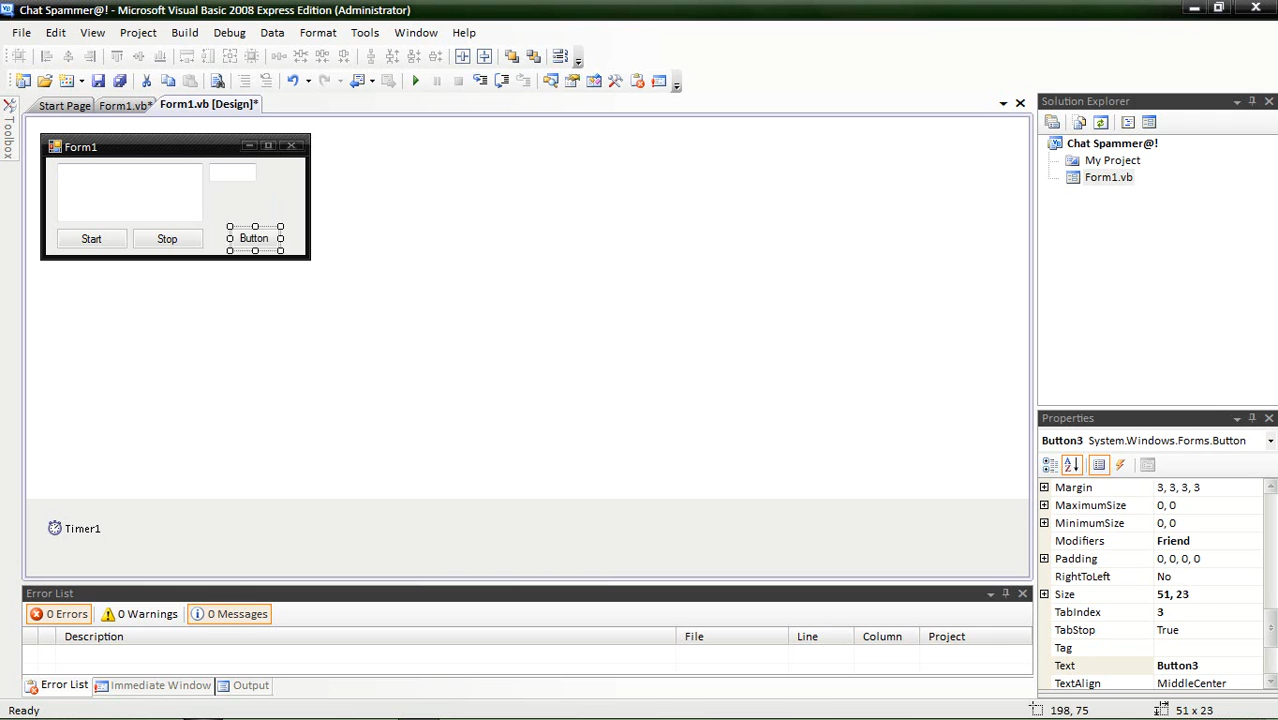 Chat Spammer@! - Microsoft Visual Basic 2008 Express Edition (Administrator)
File Edit View Project Build Debug Data Format Tools Window Help
Start Page Form1.vb* Form1.vb [Design]*
Toolbox
Form1
Start Stop Button
Timer1
Solution Explorer
Chat Spammer@!
My Project
Form1.vb
Properties
Button3 System.Windows.Forms.Button
Margin 3, 3, 3, 3
MaximumSize 0, 0
MinimumSize 0, 0
Modifiers Friend
Padding 0, 0, 0, 0
RightToLeft No
Size 51, 23
TabIndex 3
TabStop True
Tag
Text Button3
TextAlign MiddleCenter
Error List
0 Errors 0 Warnings 0 Messages
Description File Line Column Project
Error List Immediate Window Output
Ready 198, 75 51 x 23